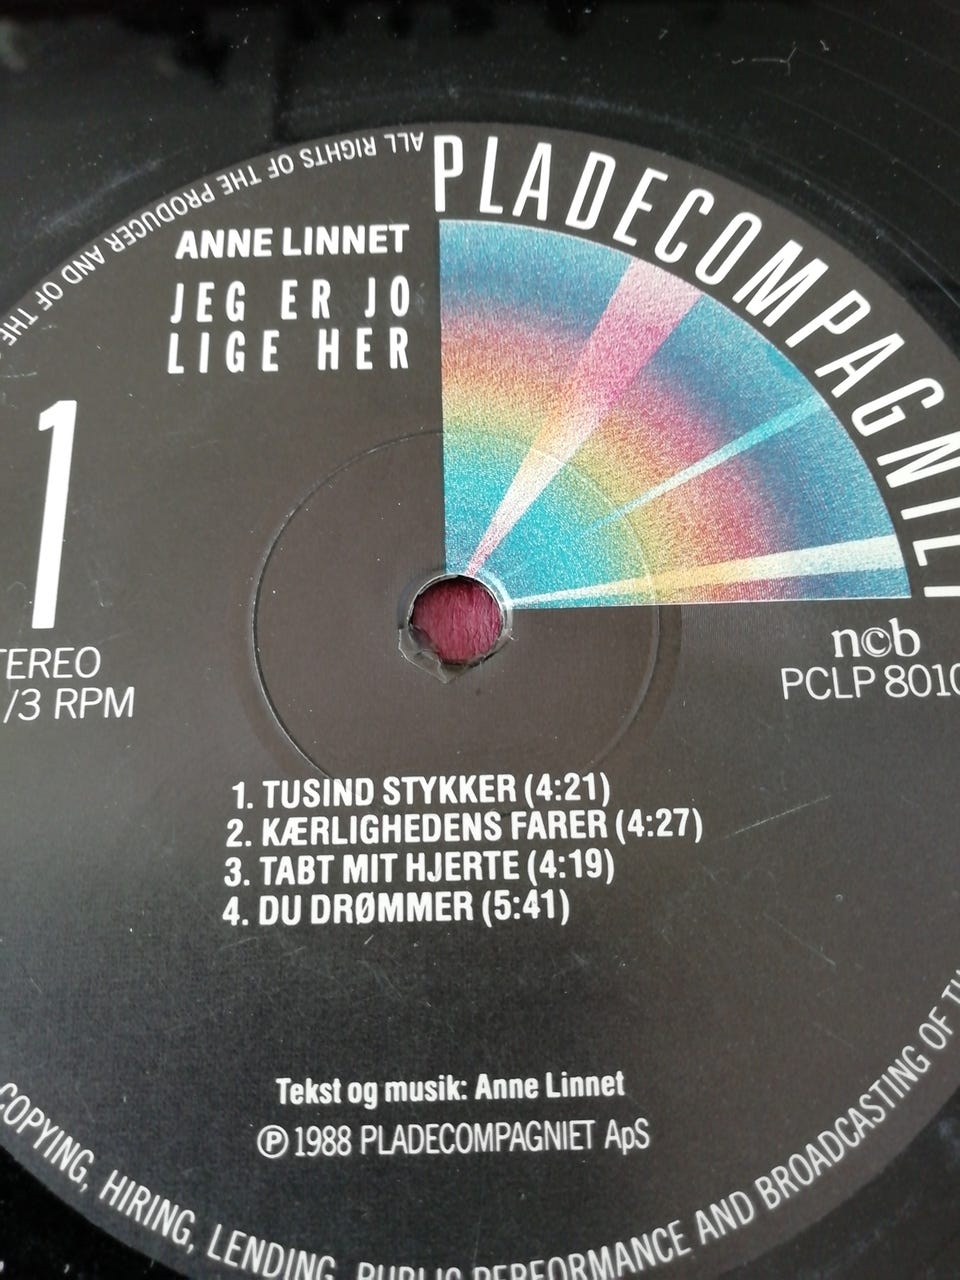 ALL RIGHTS OF THE PRODUCER AND OF THE
PLADECOMPAGNIET
ANNE LINNET
JEG ER JO
LIGE HER
1
TEREO
/3 RPM
n©b
PCLP 8010
1. TUSIND STYKKER (4:21)
2. KÆRLIGHEDENS FARER (4:27)
3. TABT MIT HJERTE (4:19)
4. DU DRØMMER (5:41)
Tekst og musik: Anne Linnet
℗ 1988 PLADECOMPAGNIET ApS
COPYING, HIRING, LENDING, PUBLIC PERFORMANCE AND BROADCASTING OF